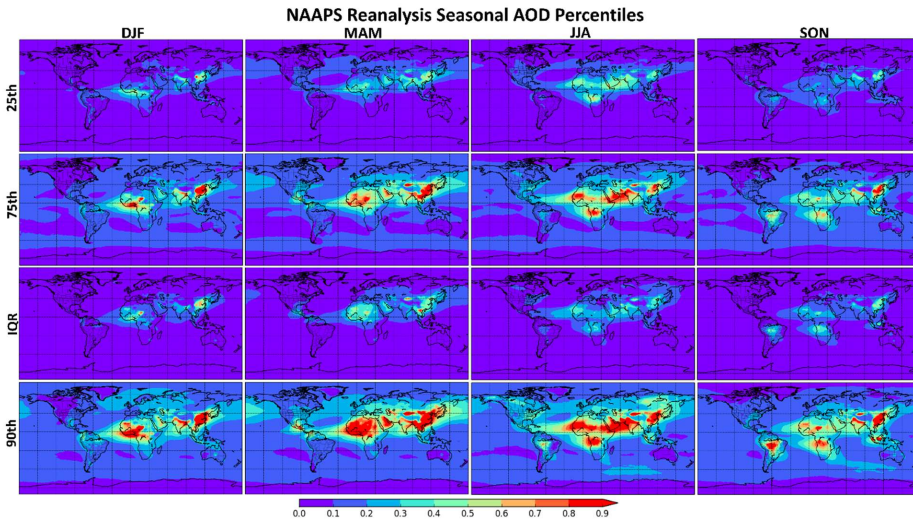 NAAPS Reanalysis Seasonal AOD Percentiles
DJF MAM JJA SON
25th
75th
IQR
90th
0.0 0.1 0.2 0.3 0.4 0.5 0.6 0.7 0.8 0.9